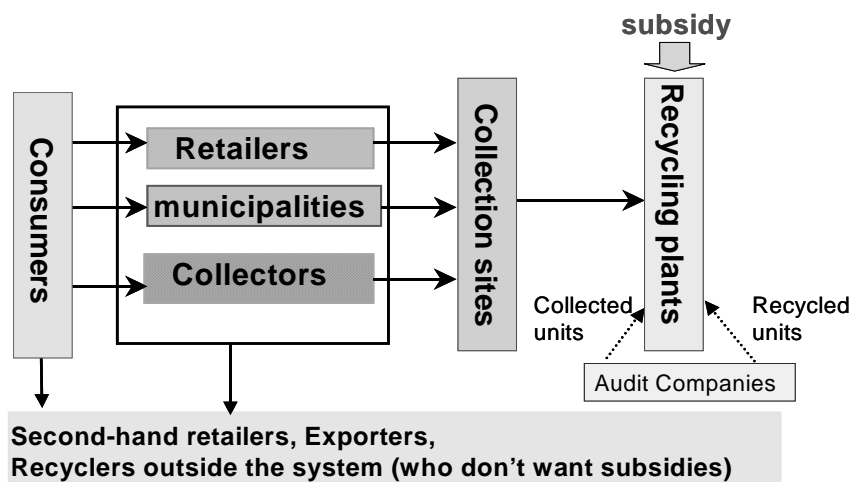 subsidy
Consumers
Retailers
municipalities
Collectors
Collection sites
Recycling plants
Collected
units
Recycled
units
Audit Companies
Second-hand retailers, Exporters,
Recyclers outside the system (who don't want subsidies)